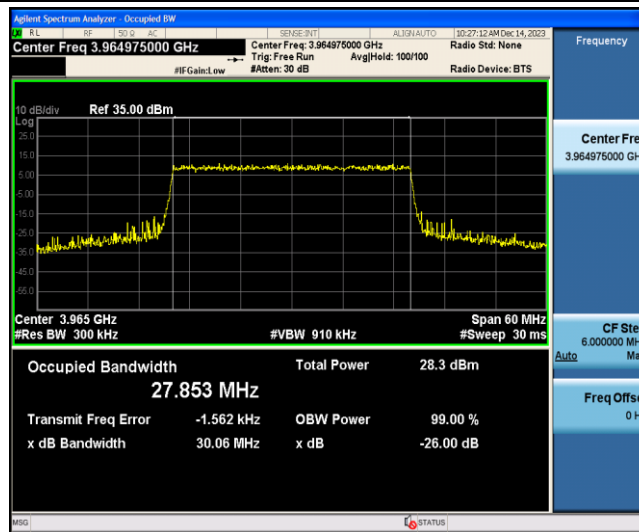 Agilent Spectrum Analyzer - Occupied BW
RL RF 50 Ω AC SENSE:INT ALIGNAUTO 10:27:12 AM Dec 14, 2023
Center Freq 3.964975000 GHz Center Freq: 3.964975000 GHz Radio Std: None Frequency
Trig: Free Run Avg|Hold: 100/100
#IFGain:Low #Atten: 30 dB Radio Device: BTS
10 dB/div Ref 35.00 dBm
Log
25.0
15.0
5.00
-5.00
-15.0
-25.0
-35.0
-45.0
-55.0
Center Fre
3.964975000 GH
Center 3.965 GHz Span 60 MHz
#Res BW 300 kHz #VBW 910 kHz #Sweep 30 ms
CF Ste
6.000000 MH
Auto Ma
Occupied Bandwidth Total Power 28.3 dBm
27.853 MHz
Transmit Freq Error -1.562 kHz OBW Power 99.00 %
x dB Bandwidth 30.06 MHz x dB -26.00 dB
Freq Offse
0 H
MSG STATUS